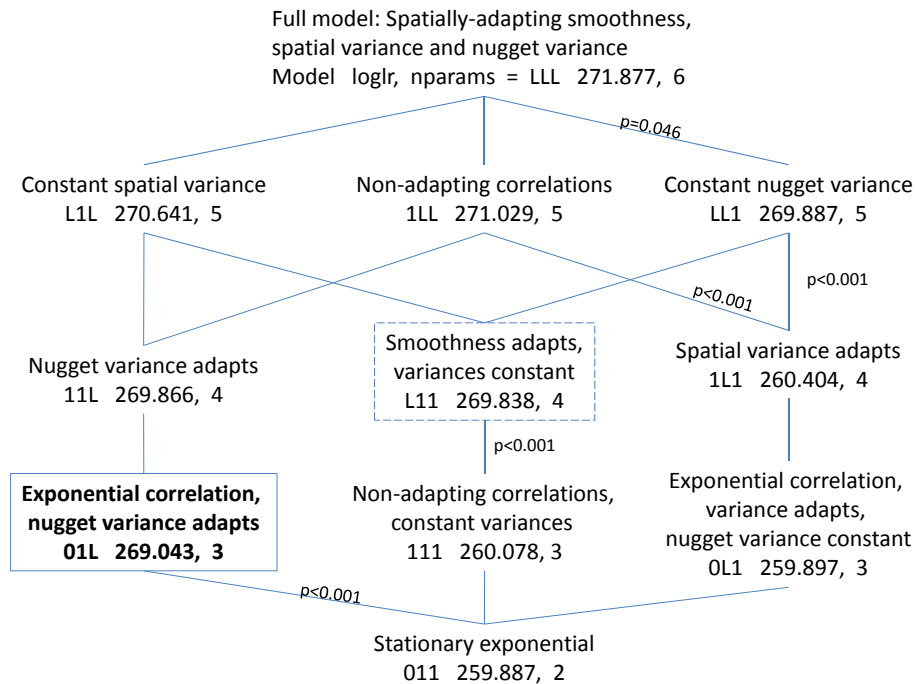 Full model: Spatially-adapting smoothness,
spatial variance and nugget variance
Model loglr, nparams = LLL 271.877, 6
p=0.046
Constant spatial variance
L1L 270.641, 5
Non-adapting correlations
1LL 271.029, 5
Constant nugget variance
LL1 269.887, 5
p<0.001
p<0.001
Nugget variance adapts
11L 269.866, 4
Smoothness adapts,
variances constant
L11 269.838, 4
Spatial variance adapts
1L1 260.404, 4
p<0.001
Exponential correlation,
nugget variance adapts
01L 269.043, 3
Non-adapting correlations,
constant variances
111 260.078, 3
Exponential correlation,
variance adapts,
nugget variance constant
0L1 259.897, 3
p<0.001
Stationary exponential
011 259.887, 2